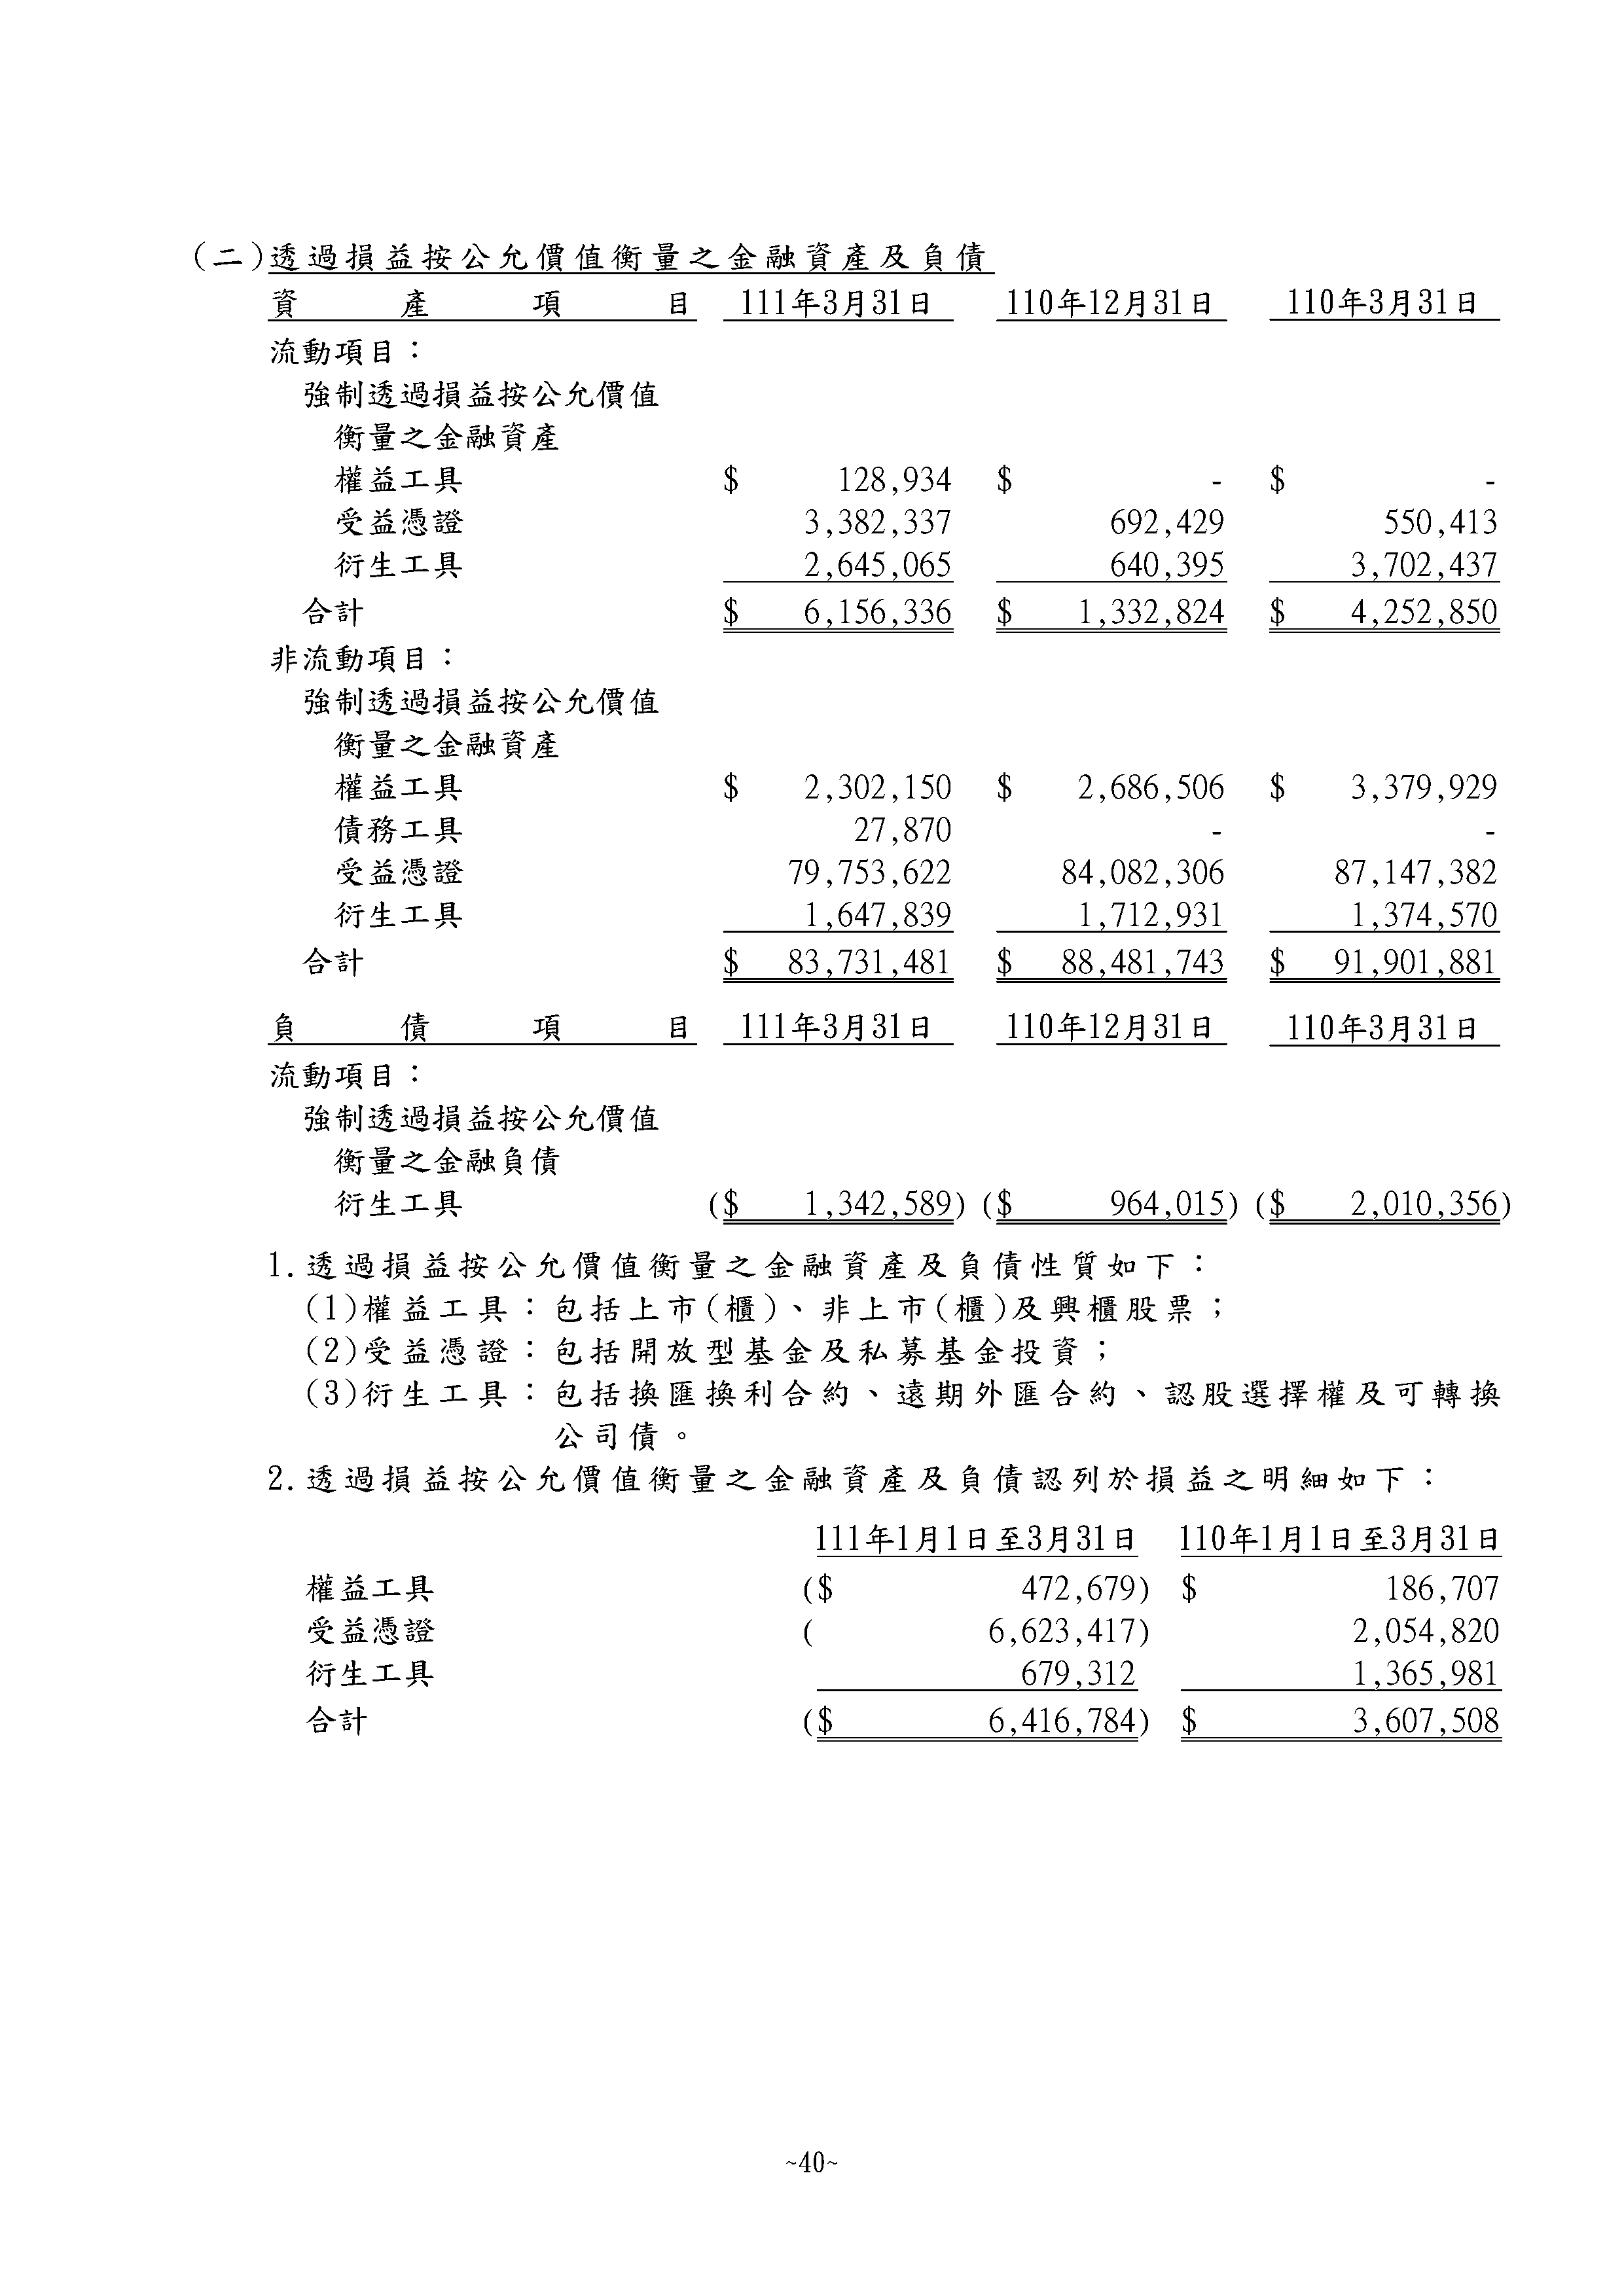 (二)透過損益按公允價值衡量之金融資產及負債
資產項目 111年3月31日 110年12月31日 110年3月31日
流動項目：
強制透過損益按公允價值
衡量之金融資產
權益工具 $ 128,934 $ - $ -
受益憑證 3,382,337 692,429 550,413
衍生工具 2,645,065 640,395 3,702,437
合計 $ 6,156,336 $ 1,332,824 $ 4,252,850
非流動項目：
強制透過損益按公允價值
衡量之金融資產
權益工具 $ 2,302,150 $ 2,686,506 $ 3,379,929
債務工具 27,870 - -
受益憑證 79,753,622 84,082,306 87,147,382
衍生工具 1,647,839 1,712,931 1,374,570
合計 $ 83,731,481 $ 88,481,743 $ 91,901,881
負債項目 111年3月31日 110年12月31日 110年3月31日
流動項目：
強制透過損益按公允價值
衡量之金融負債
衍生工具 ($ 1,342,589) ($ 964,015) ($ 2,010,356)
1.透過損益按公允價值衡量之金融資產及負債性質如下：
(1)權益工具：包括上市(櫃)、非上市(櫃)及興櫃股票；
(2)受益憑證：包括開放型基金及私募基金投資；
(3)衍生工具：包括換匯換利合約、遠期外匯合約、認股選擇權及可轉換
公司債。
2.透過損益按公允價值衡量之金融資產及負債認列於損益之明細如下：
111年1月1日至3月31日 110年1月1日至3月31日
權益工具 ($ 472,679) $ 186,707
受益憑證 ( 6,623,417) 2,054,820
衍生工具 679,312 1,365,981
合計 ($ 6,416,784) $ 3,607,508
~40~